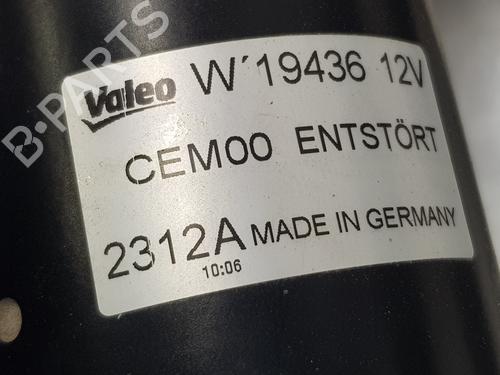 Valeo W´19436 12V
CEM00 ENTSTÖRT
2312A MADE IN GERMANY
10:06
B-PARTS